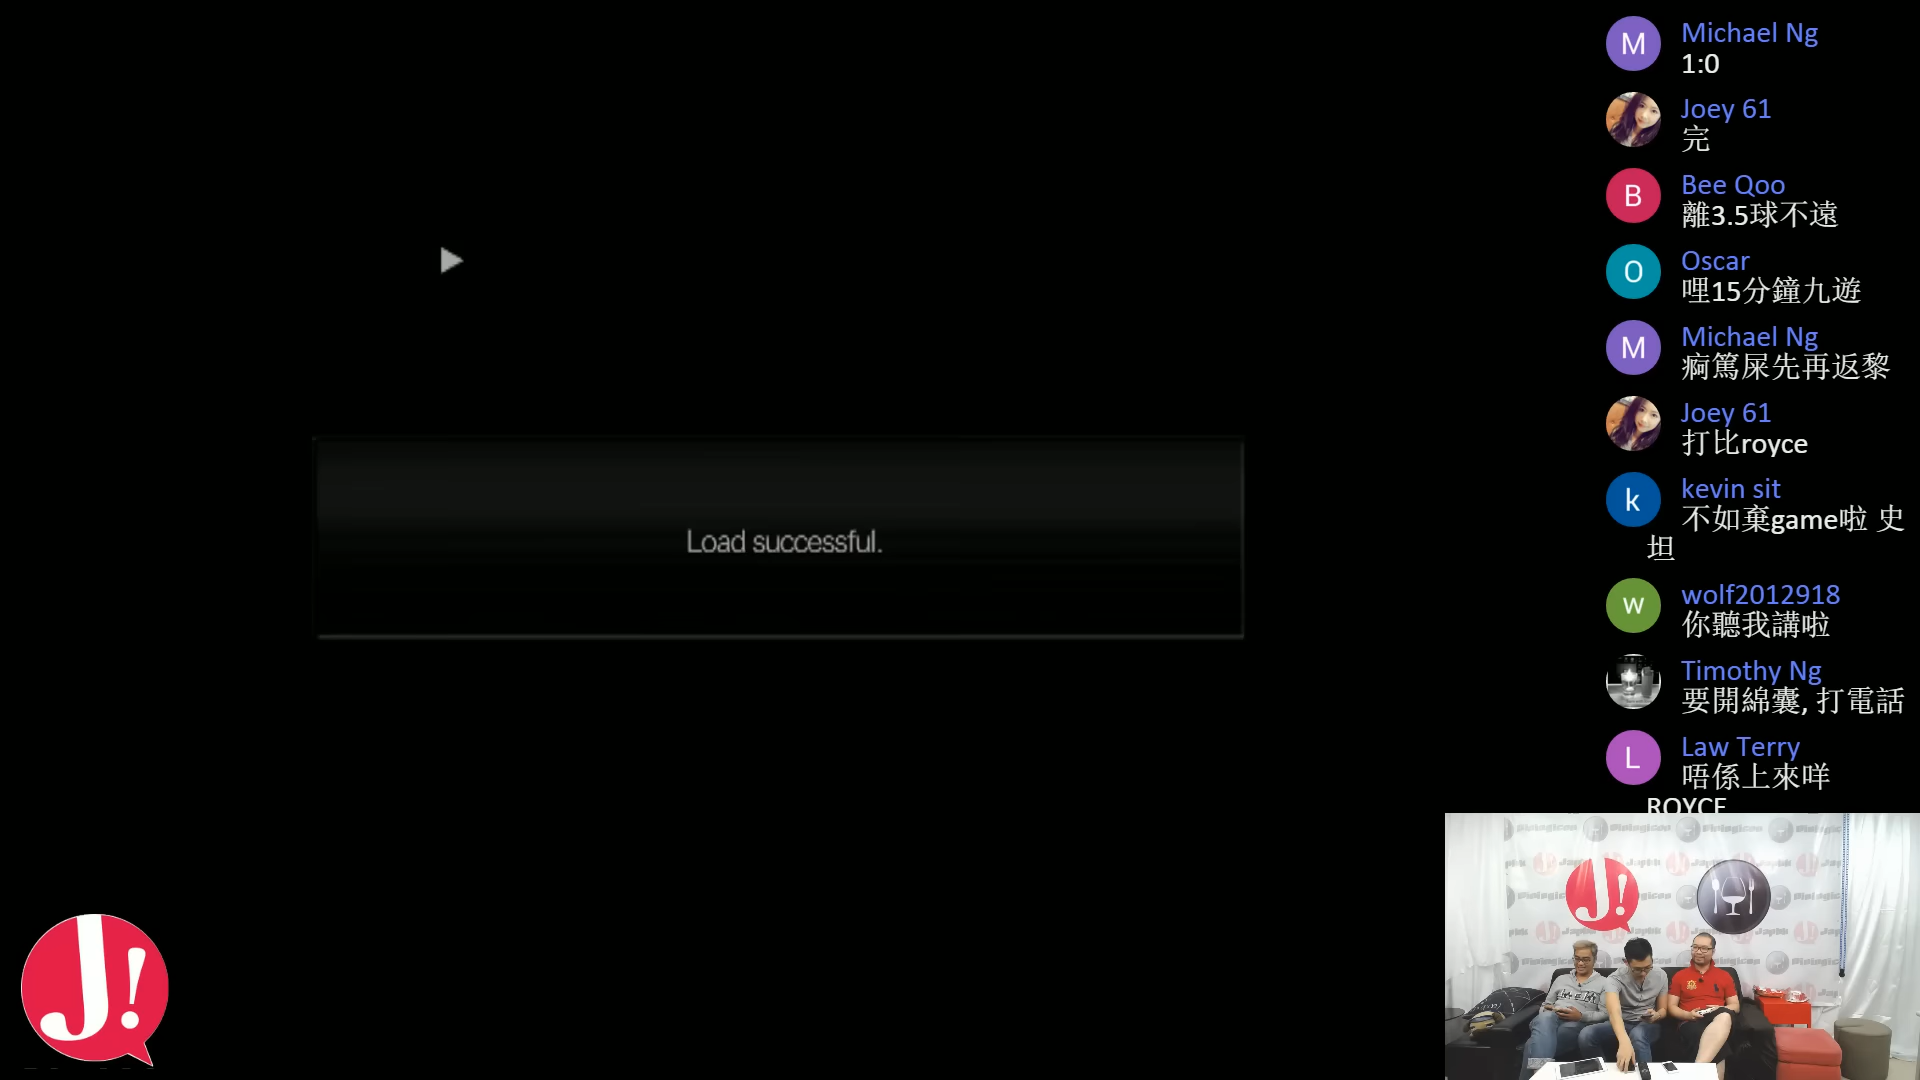 Load successful.
M
Michael Ng
1:0
Joey 61
完
B
Bee Qoo
離3.5球不遠
O
Oscar
哩15分鐘九遊
M
Michael Ng
痾篤屎先再返黎
Joey 61
打比royce
k
kevin sit
不如棄game啦 史
坦
w
wolf2012918
你聽我講啦
Timothy Ng
要開綿囊, 打電話
L
Law Terry
唔係上來咩
ROYCE
J!
J!